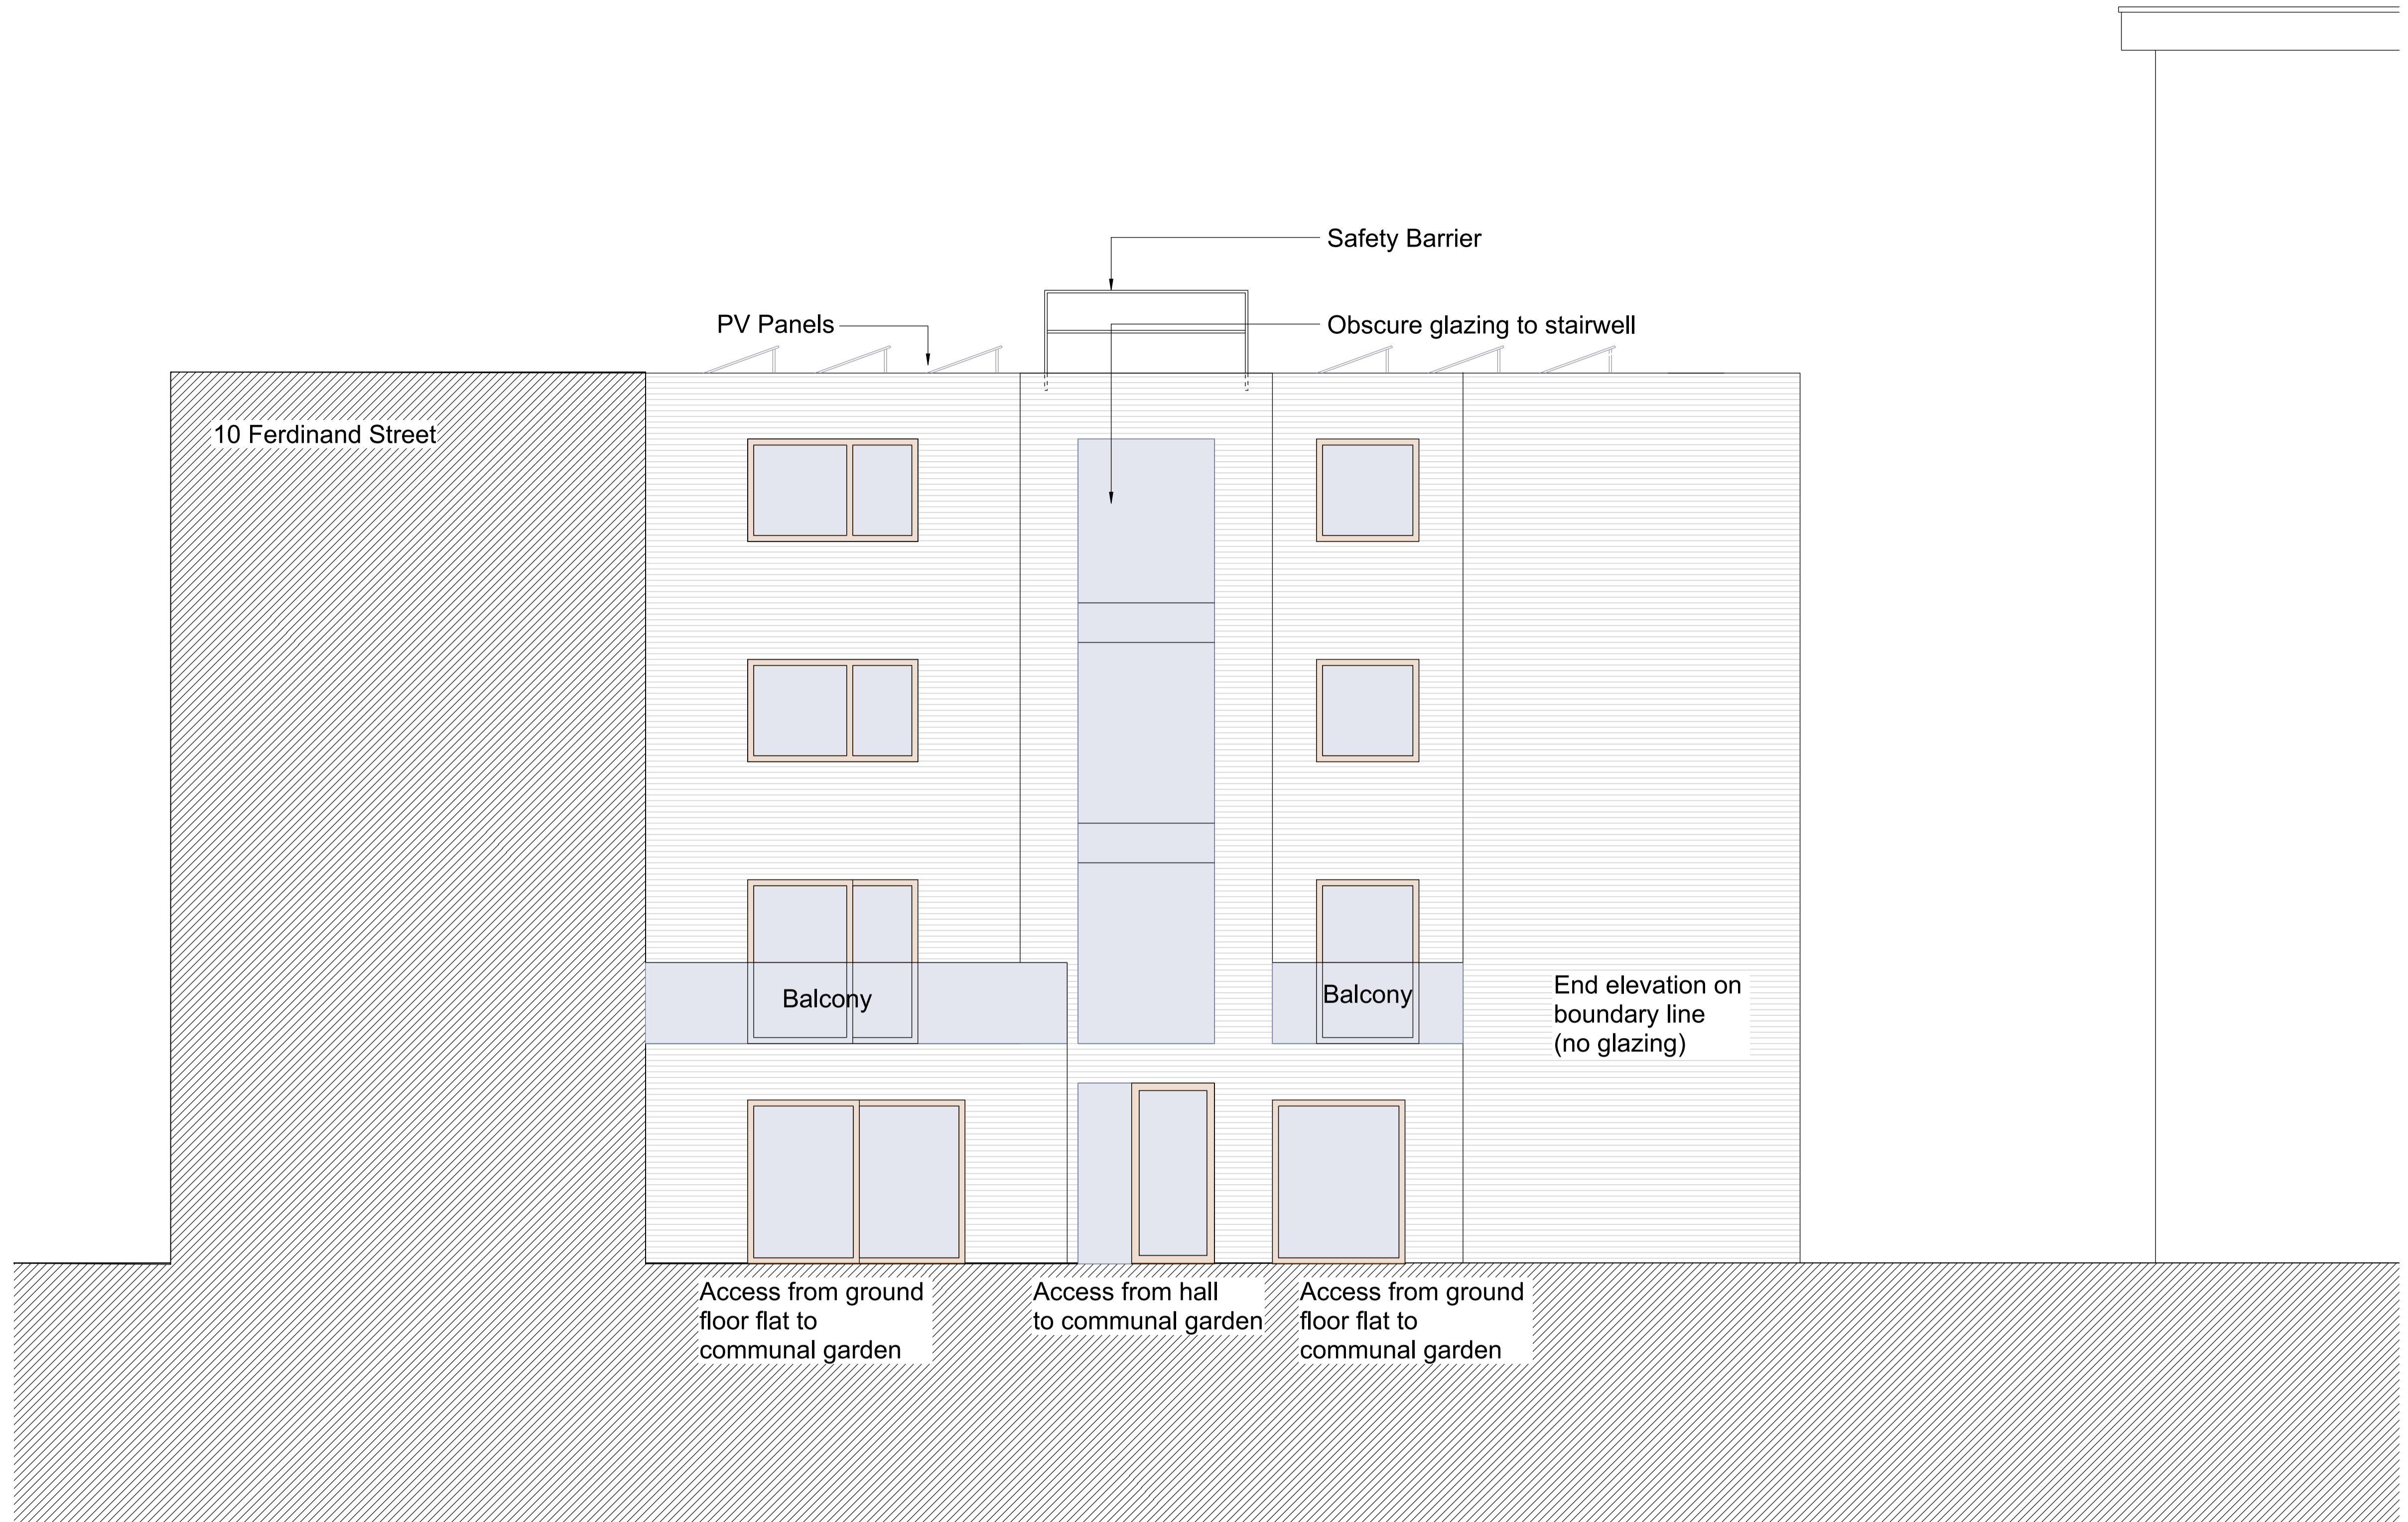 Safety Barrier
PV Panels
Obscure glazing to stairwell
10 Ferdinand Street
Balcony
Balcony
End elevation on
boundary line
(no glazing)
Access from ground
floor flat to
communal garden
Access from hall
to communal garden
Access from ground
floor flat to
communal garden